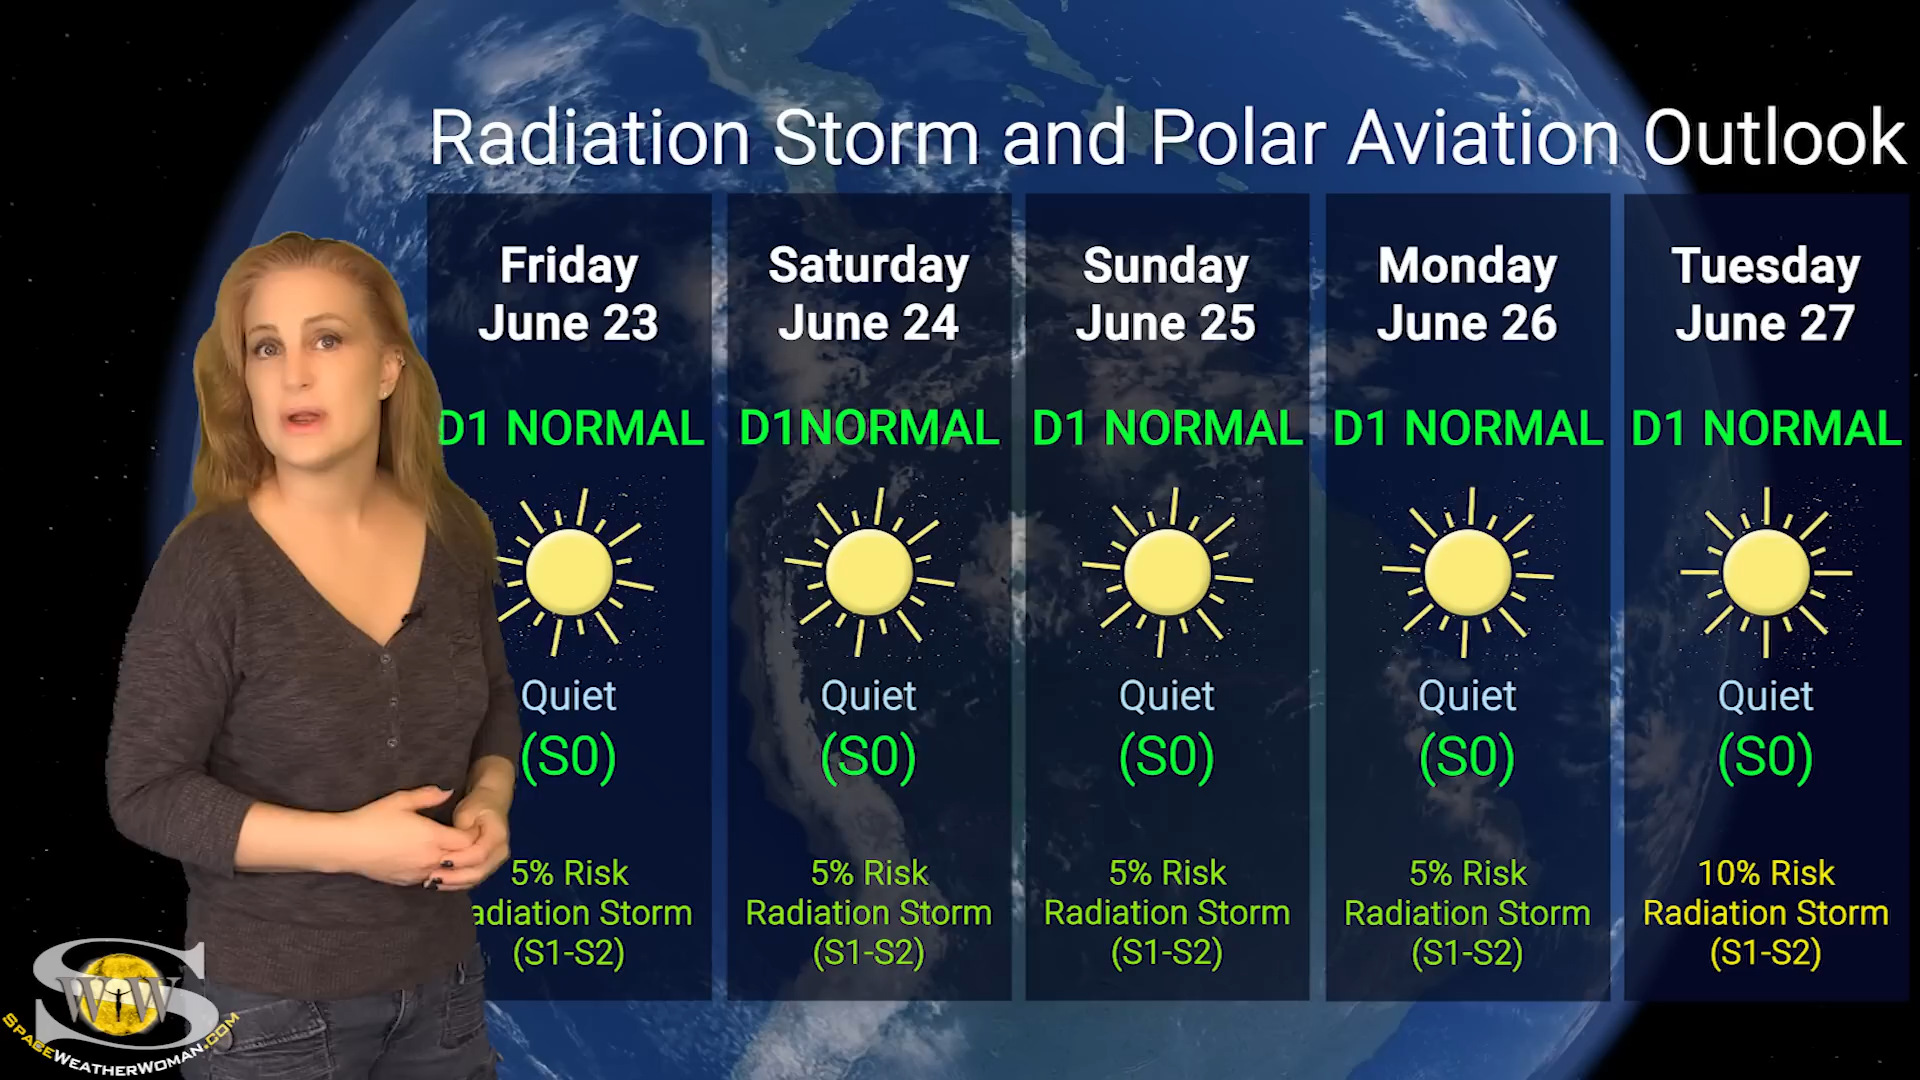 Radiation Storm and Polar Aviation Outlook
Friday
June 23
D1 NORMAL
Quiet
(S0)
5% Risk
adiation Storm
(S1-S2)
Saturday
June 24
D1NORMAL
Quiet
(S0)
5% Risk
Radiation Storm
(S1-S2)
Sunday
June 25
D1 NORMAL
Quiet
(S0)
5% Risk
Radiation Storm
(S1-S2)
Monday
June 26
D1 NORMAL
Quiet
(S0)
5% Risk
Radiation Storm
(S1-S2)
Tuesday
June 27
D1 NORMAL
Quiet
(S0)
10% Risk
Radiation Storm
(S1-S2)
S
WW
SPACEWEATHERWOMAN.COM